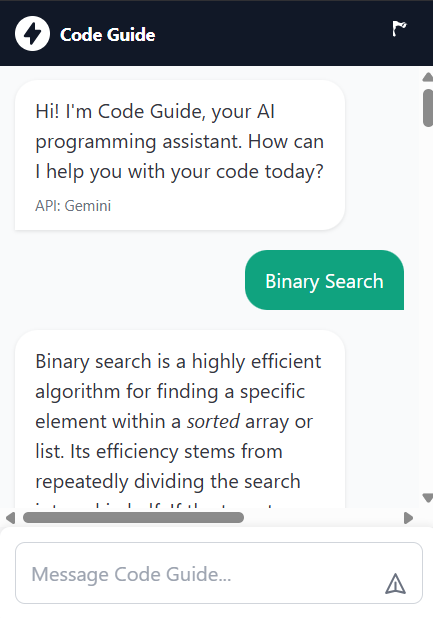 Code Guide
Hi! I'm Code Guide, your AI
programming assistant. How can
I help you with your code today?
API: Gemini
Binary Search
Binary search is a highly efficient
algorithm for finding a specific
element within a sorted array or
list. Its efficiency stems from
repeatedly dividing the search
Message Code Guide...